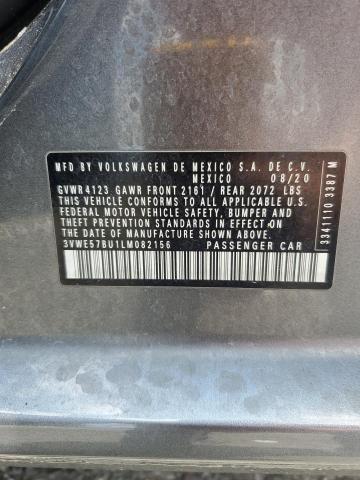 MFD BY VOLKSWAGEN DE MEXICO S.A. DE C.V.
MEXICO 08/20
GVWR 4123 GAWR FRONT 2161 / REAR 2072 LBS
THIS VEHICLE CONFORMS TO ALL APPLICABLE U.S.
FEDERAL MOTOR VEHICLE SAFETY, BUMPER AND
THEFT PREVENTION STANDARDS IN EFFECT ON
THE DATE OF MANUFACTURE SHOWN ABOVE.
3VWE57BU1LM082156 PASSENGER CAR
3341110 3387 M